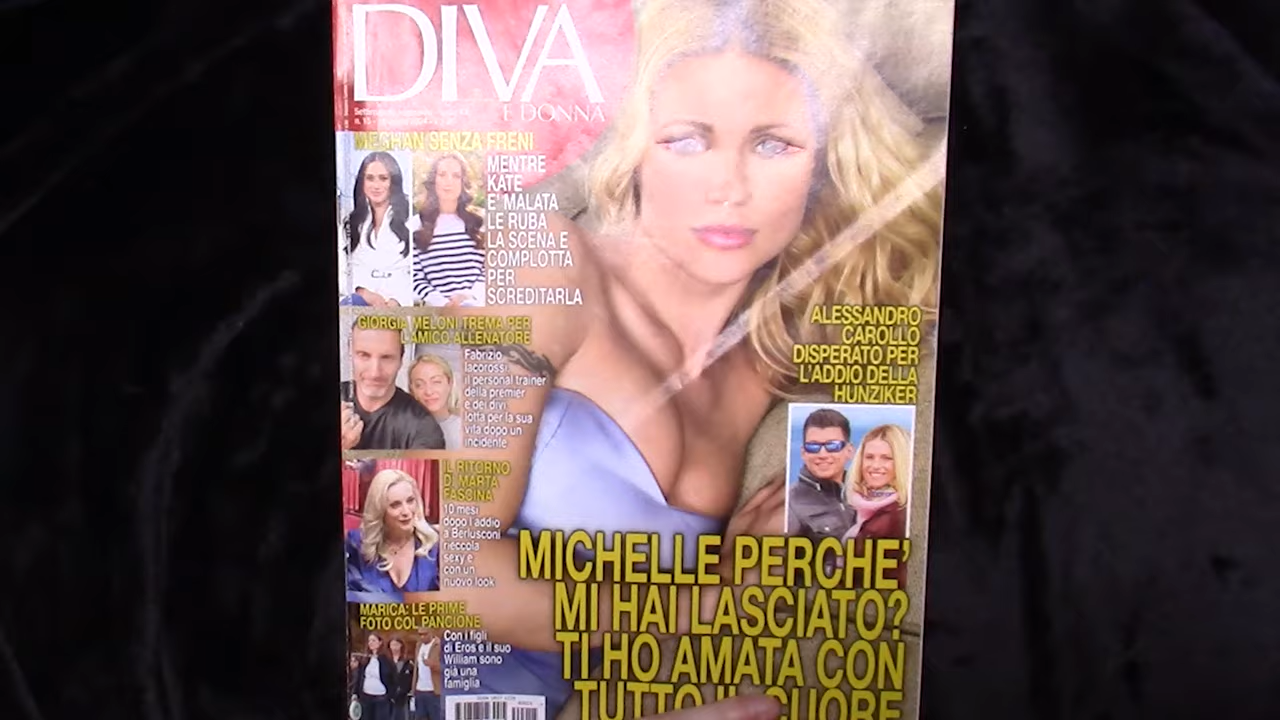 DIVA
E DONNA
MEGHAN SENZA FRENI
MENTRE
KATE
E' MALATA
LE RUBA
LA SCENA E
COMPLOTTA
PER
SCREDITARLA
GIORGIA MELONI TREMA PER
L'AMICO ALLENATORE
Fabrizio
Iacorossi,
il personal trainer
della premier
e dei divi
lotta per la sua
vita dopo un
incidente
IL RITORNO
DI MARTA
FASCINA
10 mesi
dopo l'addio
a Berlusconi
rieccola
sexy e
con un
nuovo look
MARICA: LE PRIME
FOTO COL PANCIONE
Con i figli
di Eros e il suo
William sono
già una
famiglia
ALESSANDRO
CAROLLO
DISPERATO PER
L'ADDIO DELLA
HUNZIKER
MICHELLE PERCHE'
MI HAI LASCIATO?
TI HO AMATA CON
TUTTO IL CUORE